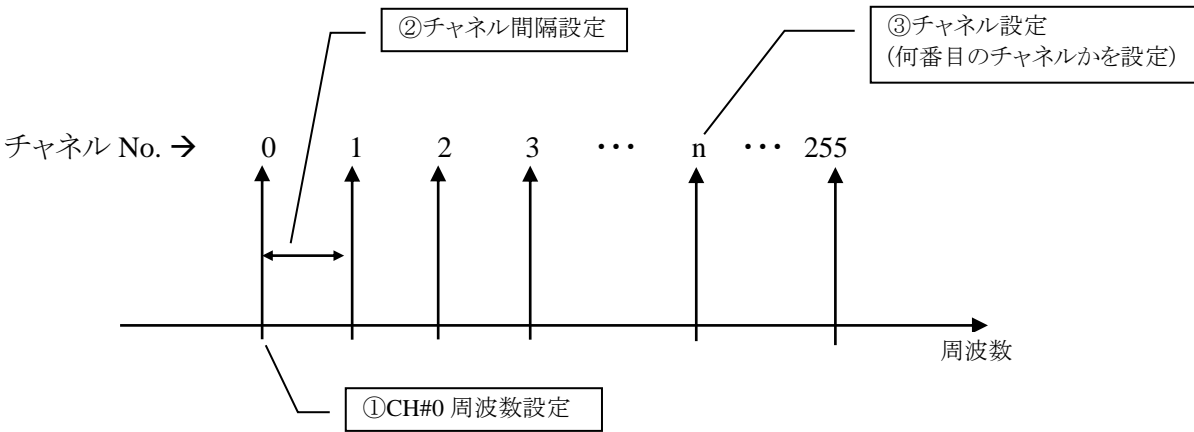 ②チャネル間隔設定
③チャネル設定
(何番目のチャネルかを設定)
チャネル No. → 0 1 2 3 ・・・ n ・・・ 255
周波数
①CH#0 周波数設定